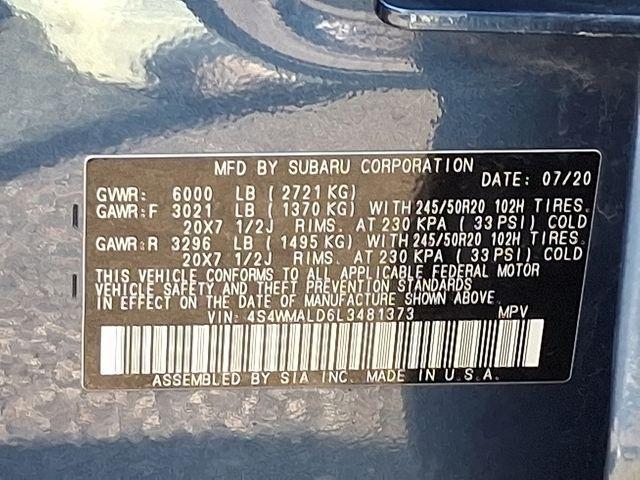 MFD BY SUBARU CORPORATION
DATE: 07/20
GVWR: 6000 LB (2721 KG)
GAWR:F 3021 LB (1370 KG) WITH 245/50R20 102H TIRES.
20X7 1/2J RIMS. AT 230 KPA (33 PSI) COLD
GAWR:R 3296 LB (1495 KG) WITH 245/50R20 102H TIRES.
20X7 1/2J RIMS. AT 230 KPA (33 PSI) COLD
THIS VEHICLE CONFORMS TO ALL APPLICABLE FEDERAL MOTOR
VEHICLE SAFETY AND THEFT PREVENTION STANDARDS
IN EFFECT ON THE DATE OF MANUFACTURE SHOWN ABOVE.
VIN: 4S4WMALD6L3481373 MPV
ASSEMBLED BY SIA.INC. MADE IN U.S.A.